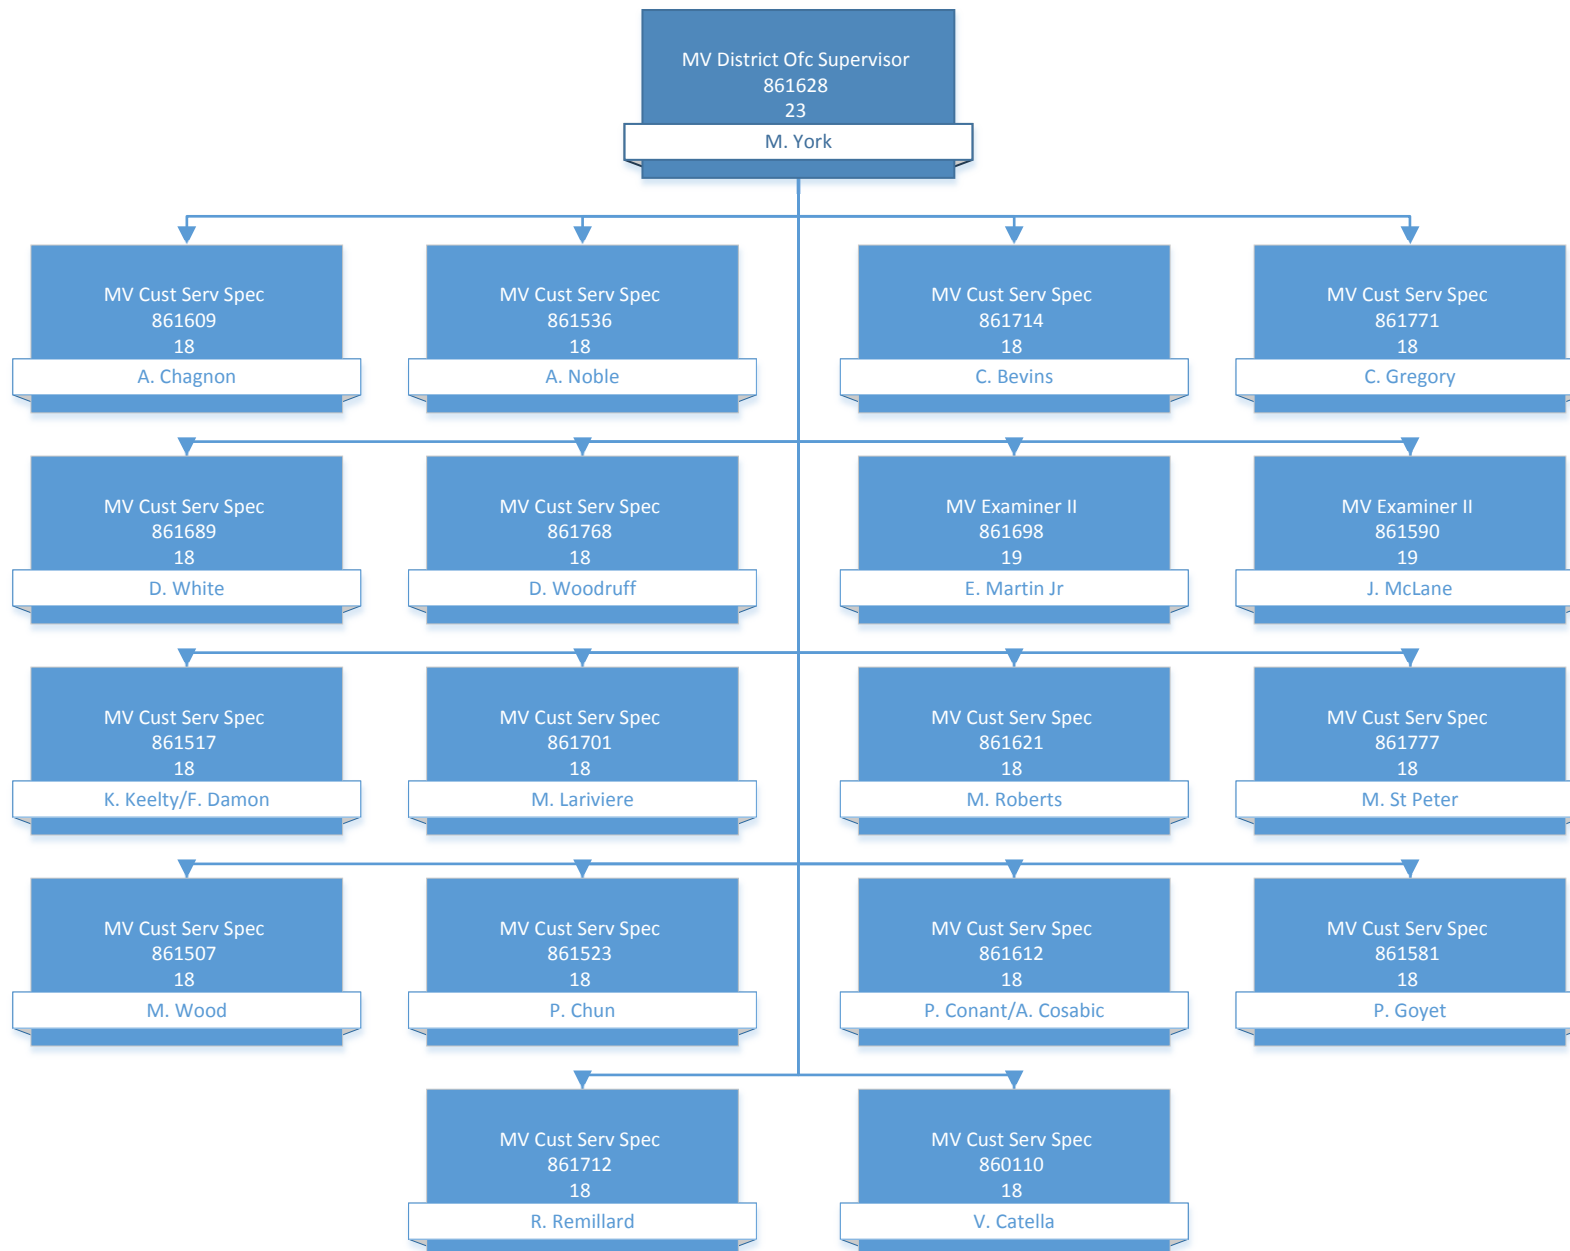 MV District Ofc Supervisor
861628
23
M. York
MV Cust Serv Spec
861609
18
A. Chagnon
MV Cust Serv Spec
861536
18
A. Noble
MV Cust Serv Spec
861714
18
C. Bevins
MV Cust Serv Spec
861771
18
C. Gregory
MV Cust Serv Spec
861689
18
D. White
MV Cust Serv Spec
861768
18
D. Woodruff
MV Examiner II
861698
19
E. Martin Jr
MV Examiner II
861590
19
J. McLane
MV Cust Serv Spec
861517
18
K. Keelty/F. Damon
MV Cust Serv Spec
861701
18
M. Lariviere
MV Cust Serv Spec
861621
18
M. Roberts
MV Cust Serv Spec
861777
18
M. St Peter
MV Cust Serv Spec
861507
18
M. Wood
MV Cust Serv Spec
861523
18
P. Chun
MV Cust Serv Spec
861612
18
P. Conant/A. Cosabic
MV Cust Serv Spec
861581
18
P. Goyet
MV Cust Serv Spec
861712
18
R. Remillard
MV Cust Serv Spec
860110
18
V. Catella